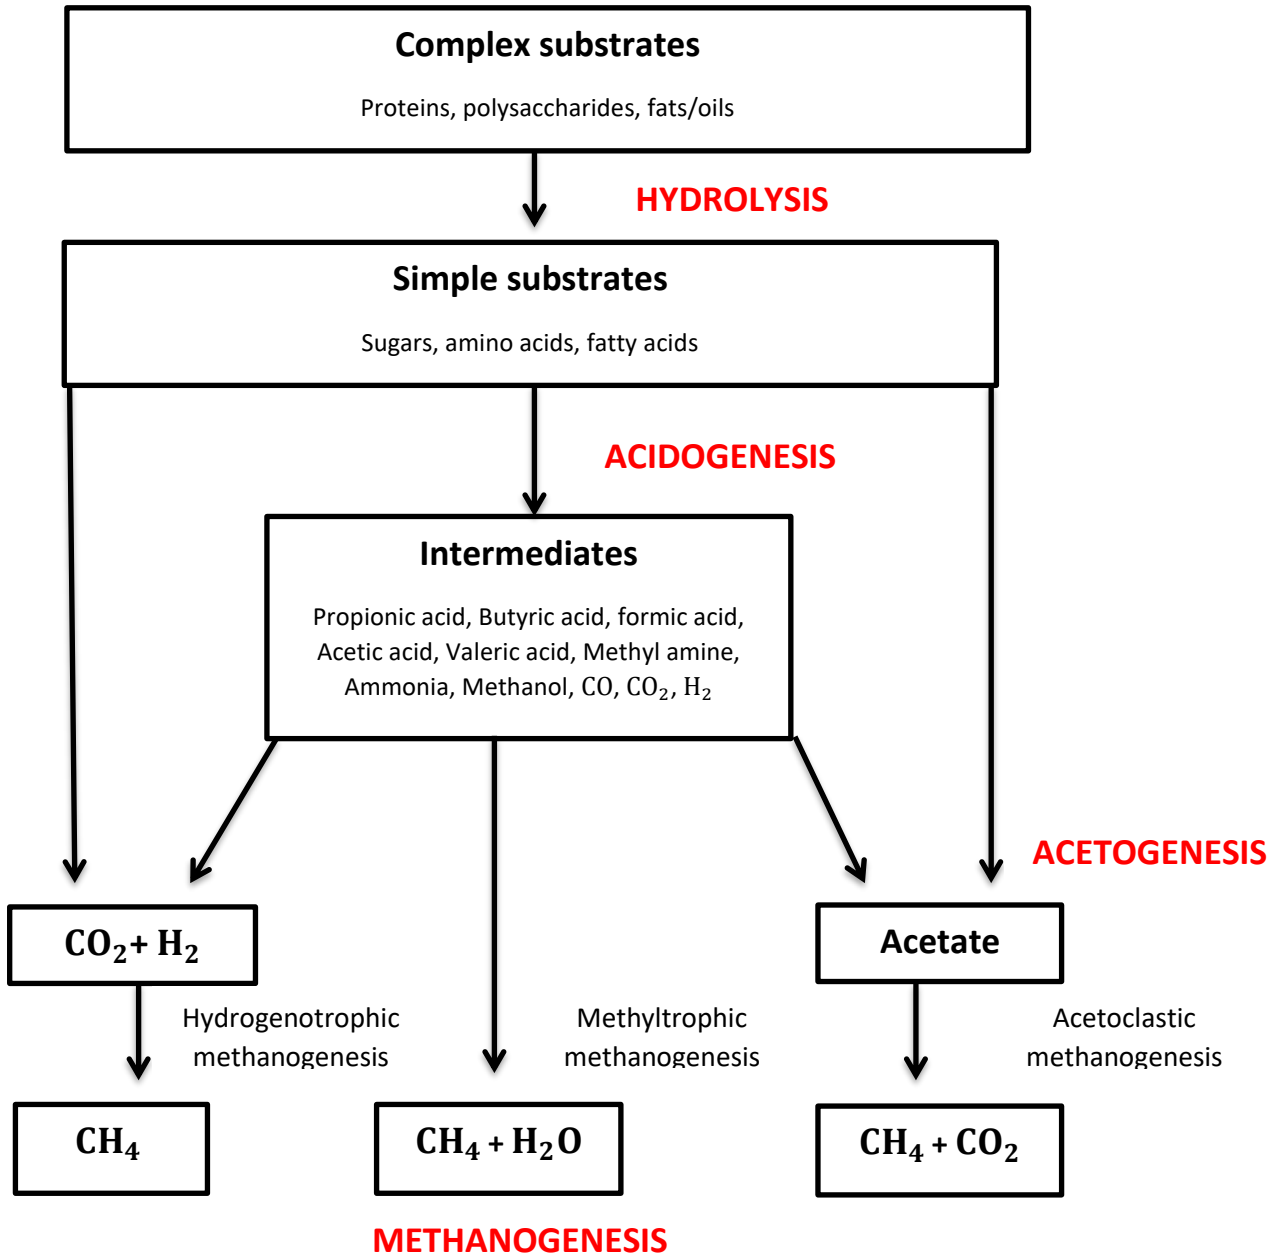 Complex substrates
Proteins, polysaccharides, fats/oils
HYDROLYSIS
Simple substrates
Sugars, amino acids, fatty acids
ACIDOGENESIS
Intermediates
Propionic acid, Butyric acid, formic acid,
Acetic acid, Valeric acid, Methyl amine,
Ammonia, Methanol, CO, CO₂, H₂
ACETOGENESIS
CO₂+ H₂
Acetate
Hydrogenotrophic
methanogenesis
Methyltrophic
methanogenesis
Acetoclastic
methanogenesis
CH₄
CH₄ + H₂O
CH₄ + CO₂
METHANOGENESIS